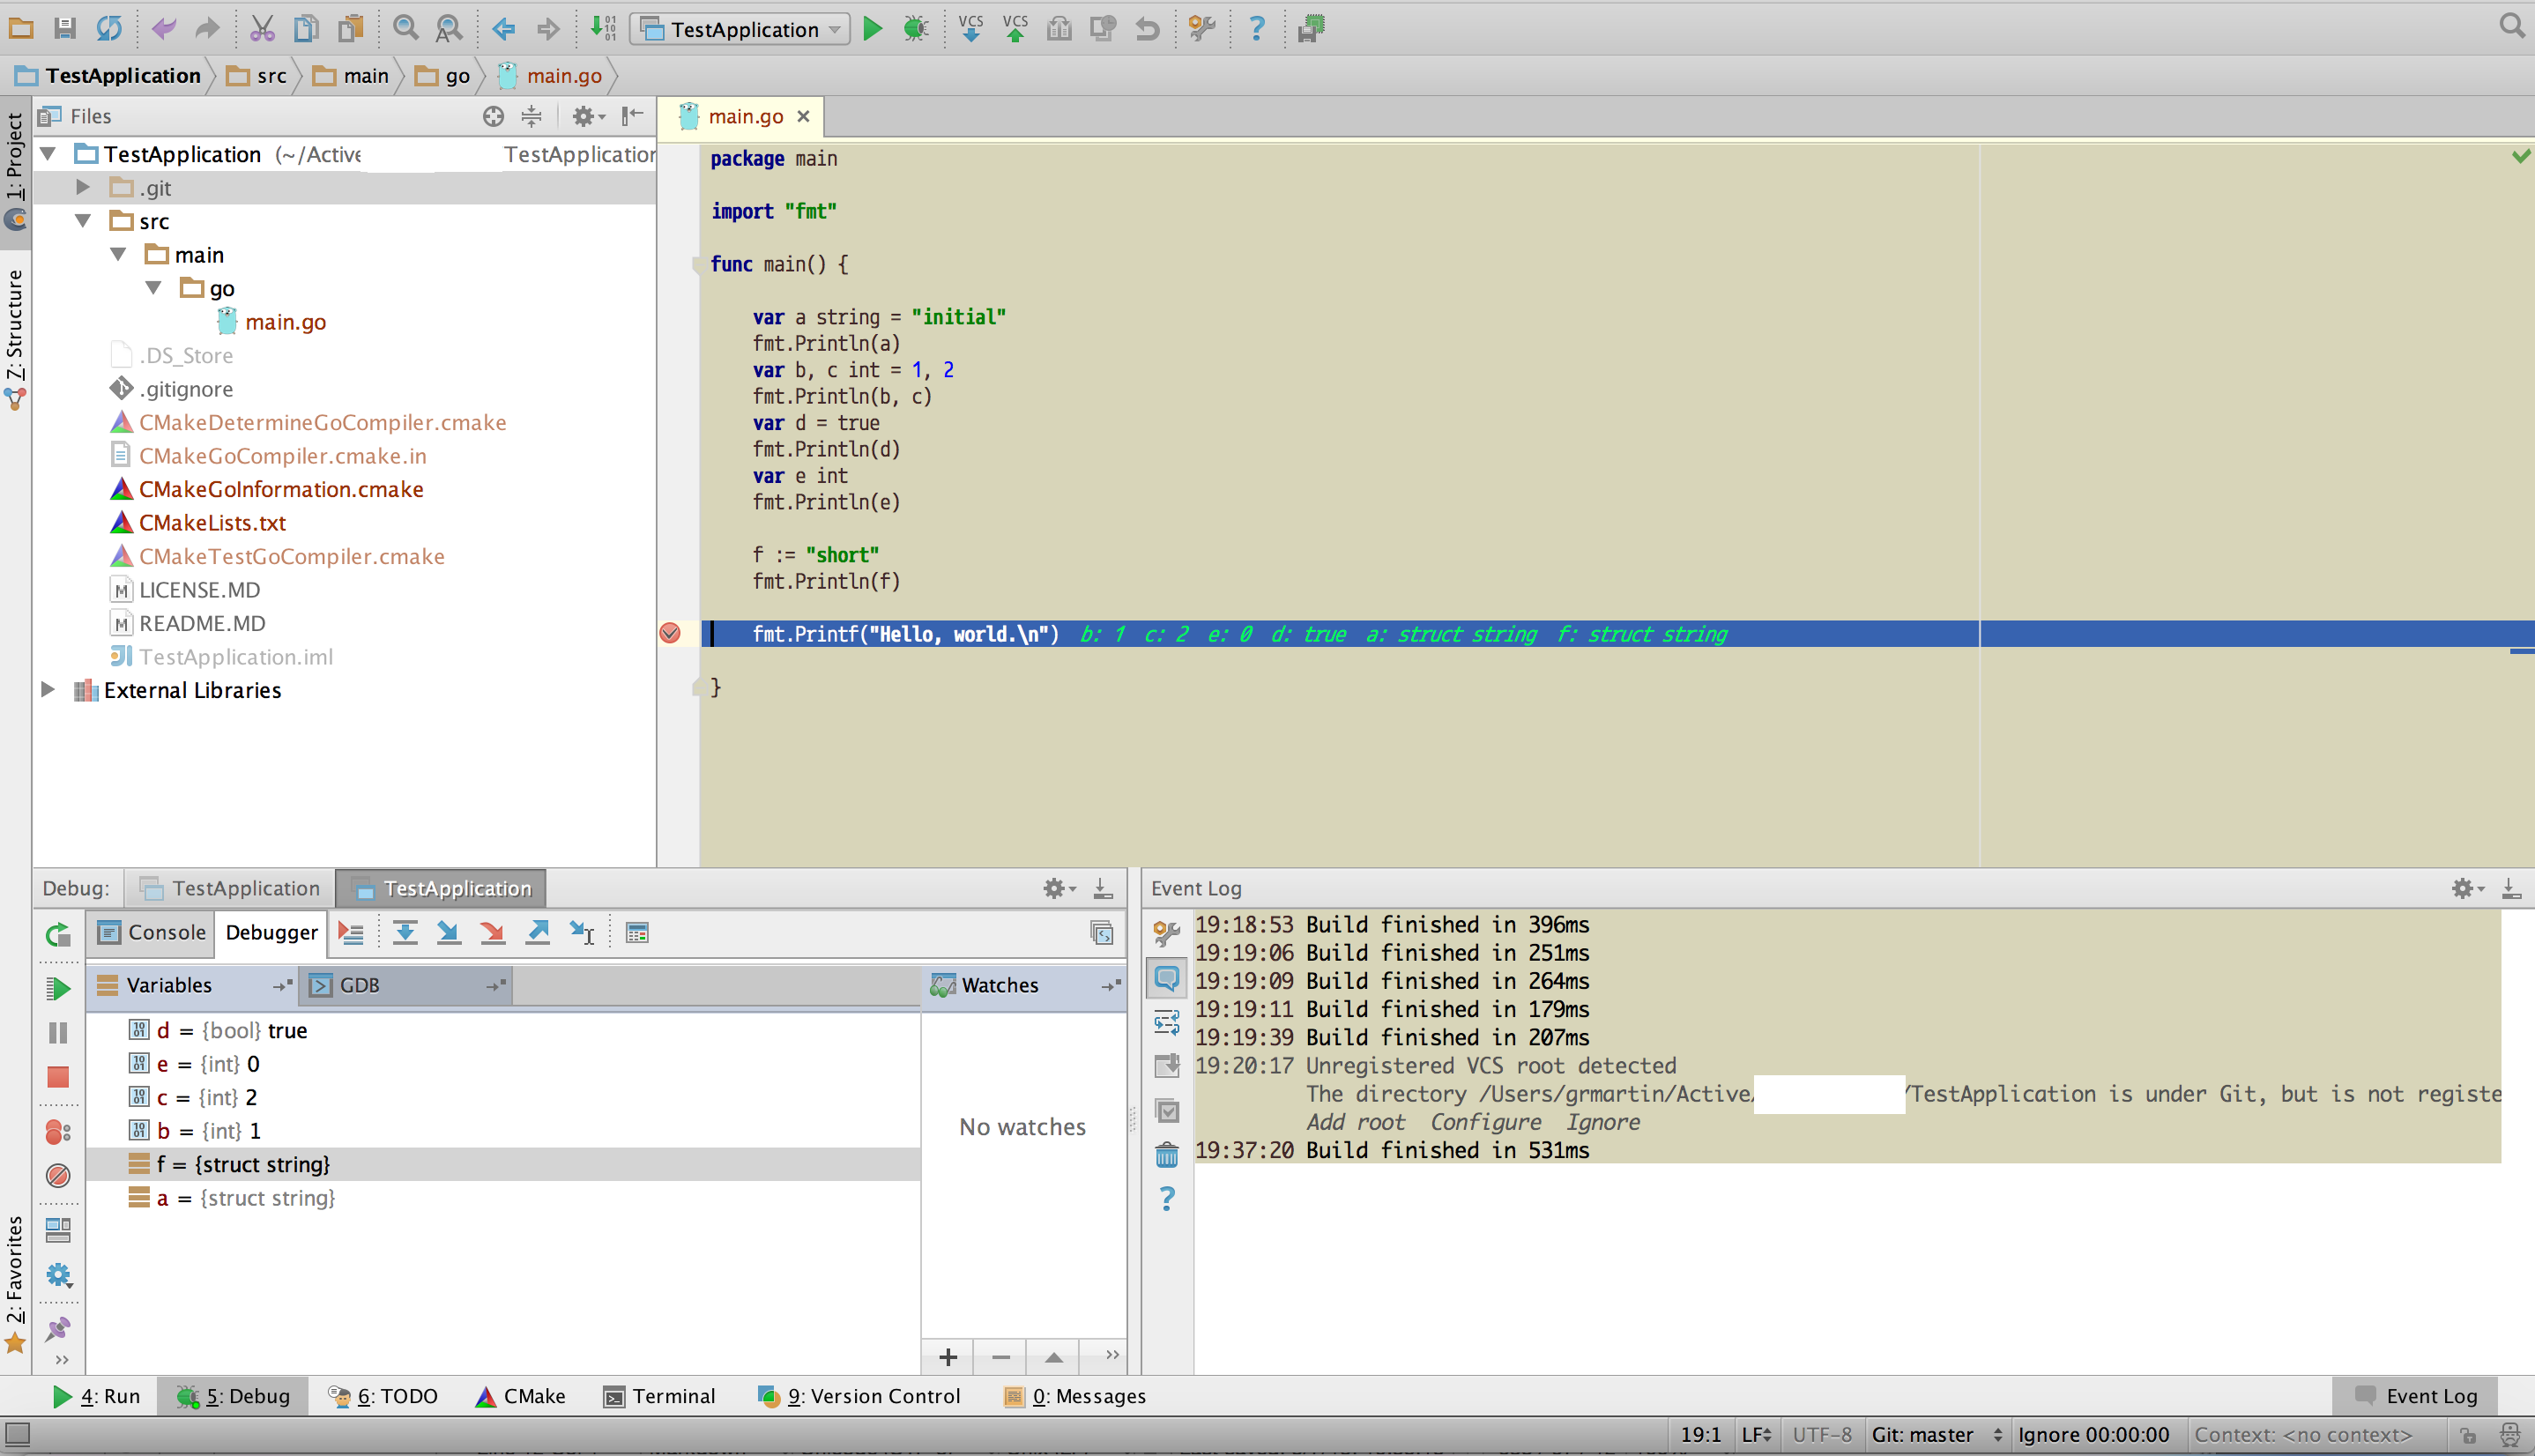 TestApplication
VCS
VCS
TestApplication
src
main
go
main.go
1: Project
7: Structure
2: Favorites
Files
TestApplication (~/Active TestApplication
.git
src
main
go
main.go
.DS_Store
.gitignore
CMakeDetermineGoCompiler.cmake
CMakeGoCompiler.cmake.in
CMakeGoInformation.cmake
CMakeLists.txt
CMakeTestGoCompiler.cmake
LICENSE.MD
README.MD
TestApplication.iml
External Libraries
main.go
package main
import "fmt"
func main() {
var a string = "initial"
fmt.Println(a)
var b, c int = 1, 2
fmt.Println(b, c)
var d = true
fmt.Println(d)
var e int
fmt.Println(e)
f := "short"
fmt.Println(f)
fmt.Printf("Hello, world.\n") b: 1 c: 2 e: 0 d: true a: struct string f: struct string
}
Debug: TestApplication TestApplication
Console Debugger
Variables GDB
Watches
d = {bool} true
e = {int} 0
c = {int} 2
b = {int} 1
f = {struct string}
a = {struct string}
No watches
Event Log
19:18:53 Build finished in 396ms
19:19:06 Build finished in 251ms
19:19:09 Build finished in 264ms
19:19:11 Build finished in 179ms
19:19:39 Build finished in 207ms
19:20:17 Unregistered VCS root detected
The directory /Users/grmartin/Active/ /TestApplication is under Git, but is not registe
Add root Configure Ignore
19:37:20 Build finished in 531ms
4: Run 5: Debug 6: TODO CMake Terminal 9: Version Control 0: Messages Event Log
19:1 LF UTF-8 Git: master Ignore 00:00:00 Context: <no context>